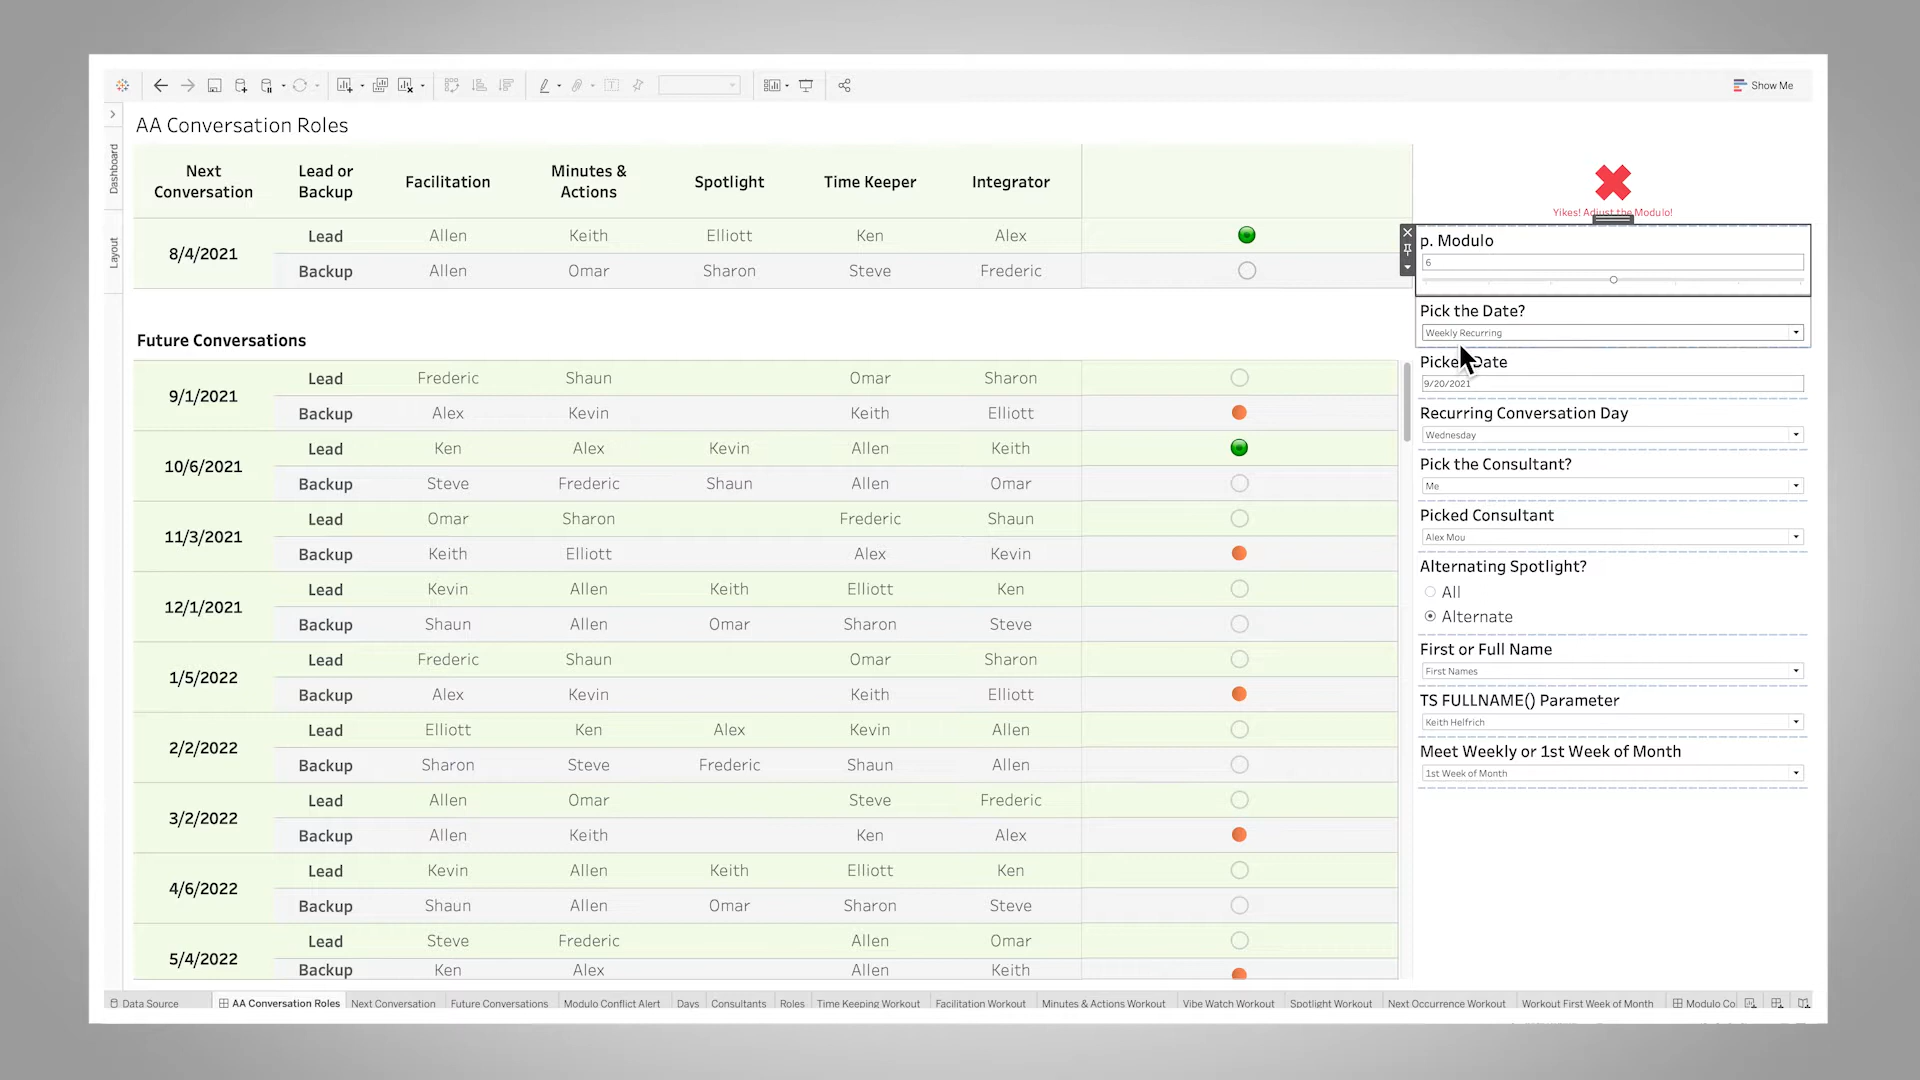 Show Me
Dashboard
Layout
AA Conversation Roles
Next Conversation Lead or Backup Facilitation Minutes & Actions Spotlight Time Keeper Integrator
8/4/2021
Lead Allen Keith Elliott Ken Alex
Backup Allen Omar Sharon Steve Frederic
Future Conversations
9/1/2021
Lead Frederic Shaun Omar Sharon
Backup Alex Kevin Keith Elliott
10/6/2021
Lead Ken Alex Kevin Allen Keith
Backup Steve Frederic Shaun Allen Omar
11/3/2021
Lead Omar Sharon Frederic Shaun
Backup Keith Elliott Alex Kevin
12/1/2021
Lead Kevin Allen Keith Elliott Ken
Backup Shaun Allen Omar Sharon Steve
1/5/2022
Lead Frederic Shaun Omar Sharon
Backup Alex Kevin Keith Elliott
2/2/2022
Lead Elliott Ken Alex Kevin Allen
Backup Sharon Steve Frederic Shaun Allen
3/2/2022
Lead Allen Omar Steve Frederic
Backup Allen Keith Ken Alex
4/6/2022
Lead Kevin Allen Keith Elliott Ken
Backup Shaun Allen Omar Sharon Steve
5/4/2022
Lead Steve Frederic Allen Omar
Backup Ken Alex Allen Keith
Yikes! Adjust the Modulo!
p. Modulo
6
Pick the Date?
Weekly Recurring
Picked Date
9/20/2021
Recurring Conversation Day
Wednesday
Pick the Consultant?
Me
Picked Consultant
Alex Mou
Alternating Spotlight?
All
Alternate
First or Full Name
First Names
TS FULLNAME() Parameter
Keith Helfrich
Meet Weekly or 1st Week of Month
1st Week of Month
Data Source AA Conversation Roles Next Conversation Future Conversations Modulo Conflict Alert Days Consultants Roles Time Keeping Workout Facilitation Workout Minutes & Actions Workout Vibe Watch Workout Spotlight Workout Next Occurrence Workout Workout First Week of Month Modulo Co